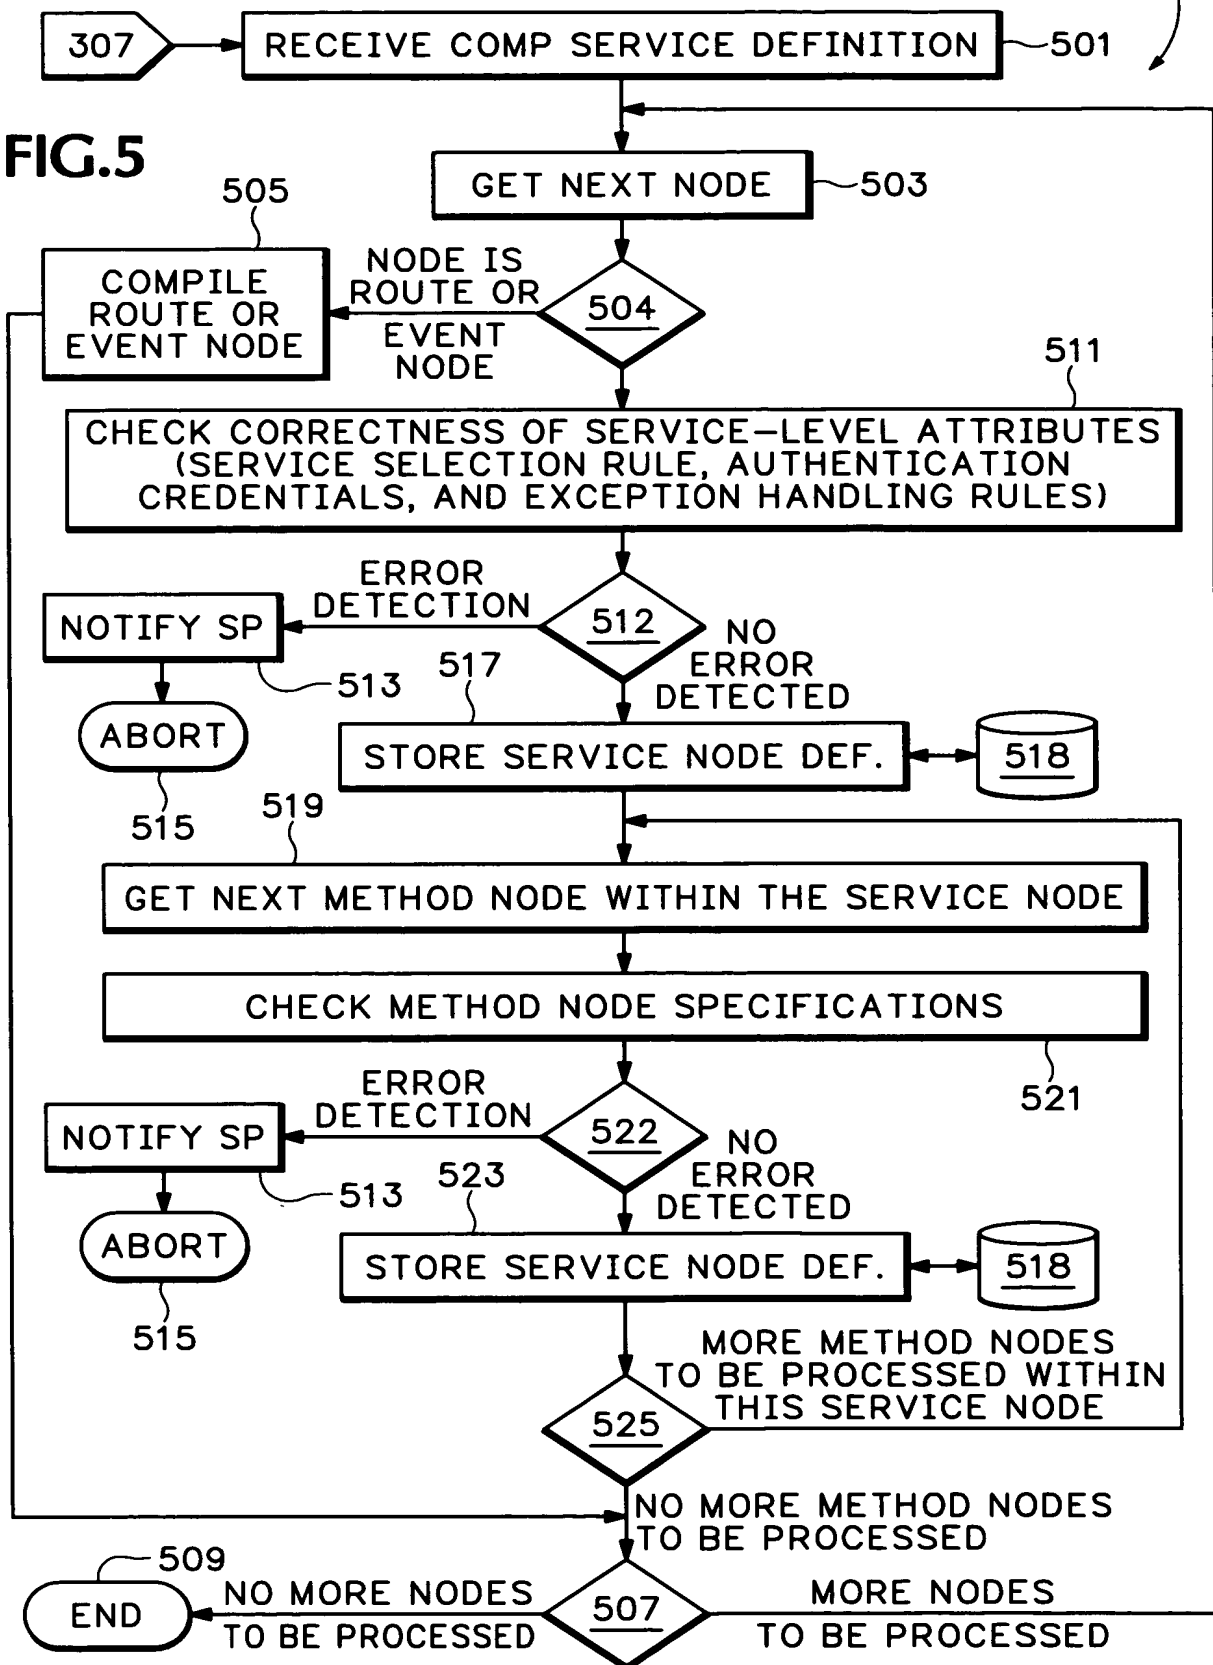 307
RECEIVE COMP SERVICE DEFINITION
501
FIG.5
GET NEXT NODE
503
505
COMPILE
ROUTE OR
EVENT NODE
NODE IS
ROUTE OR
EVENT
NODE
504
511
CHECK CORRECTNESS OF SERVICE-LEVEL ATTRIBUTES
(SERVICE SELECTION RULE, AUTHENTICATION
CREDENTIALS, AND EXCEPTION HANDLING RULES)
ERROR
DETECTION
512
NOTIFY SP
513
NO
ERROR
DETECTED
ABORT
515
517
STORE SERVICE NODE DEF.
518
519
GET NEXT METHOD NODE WITHIN THE SERVICE NODE
CHECK METHOD NODE SPECIFICATIONS
521
ERROR
DETECTION
522
NOTIFY SP
513
NO
ERROR
DETECTED
ABORT
515
523
STORE SERVICE NODE DEF.
518
MORE METHOD NODES
TO BE PROCESSED WITHIN
THIS SERVICE NODE
525
NO MORE METHOD NODES
TO BE PROCESSED
509
END
NO MORE NODES
TO BE PROCESSED
507
MORE NODES
TO BE PROCESSED